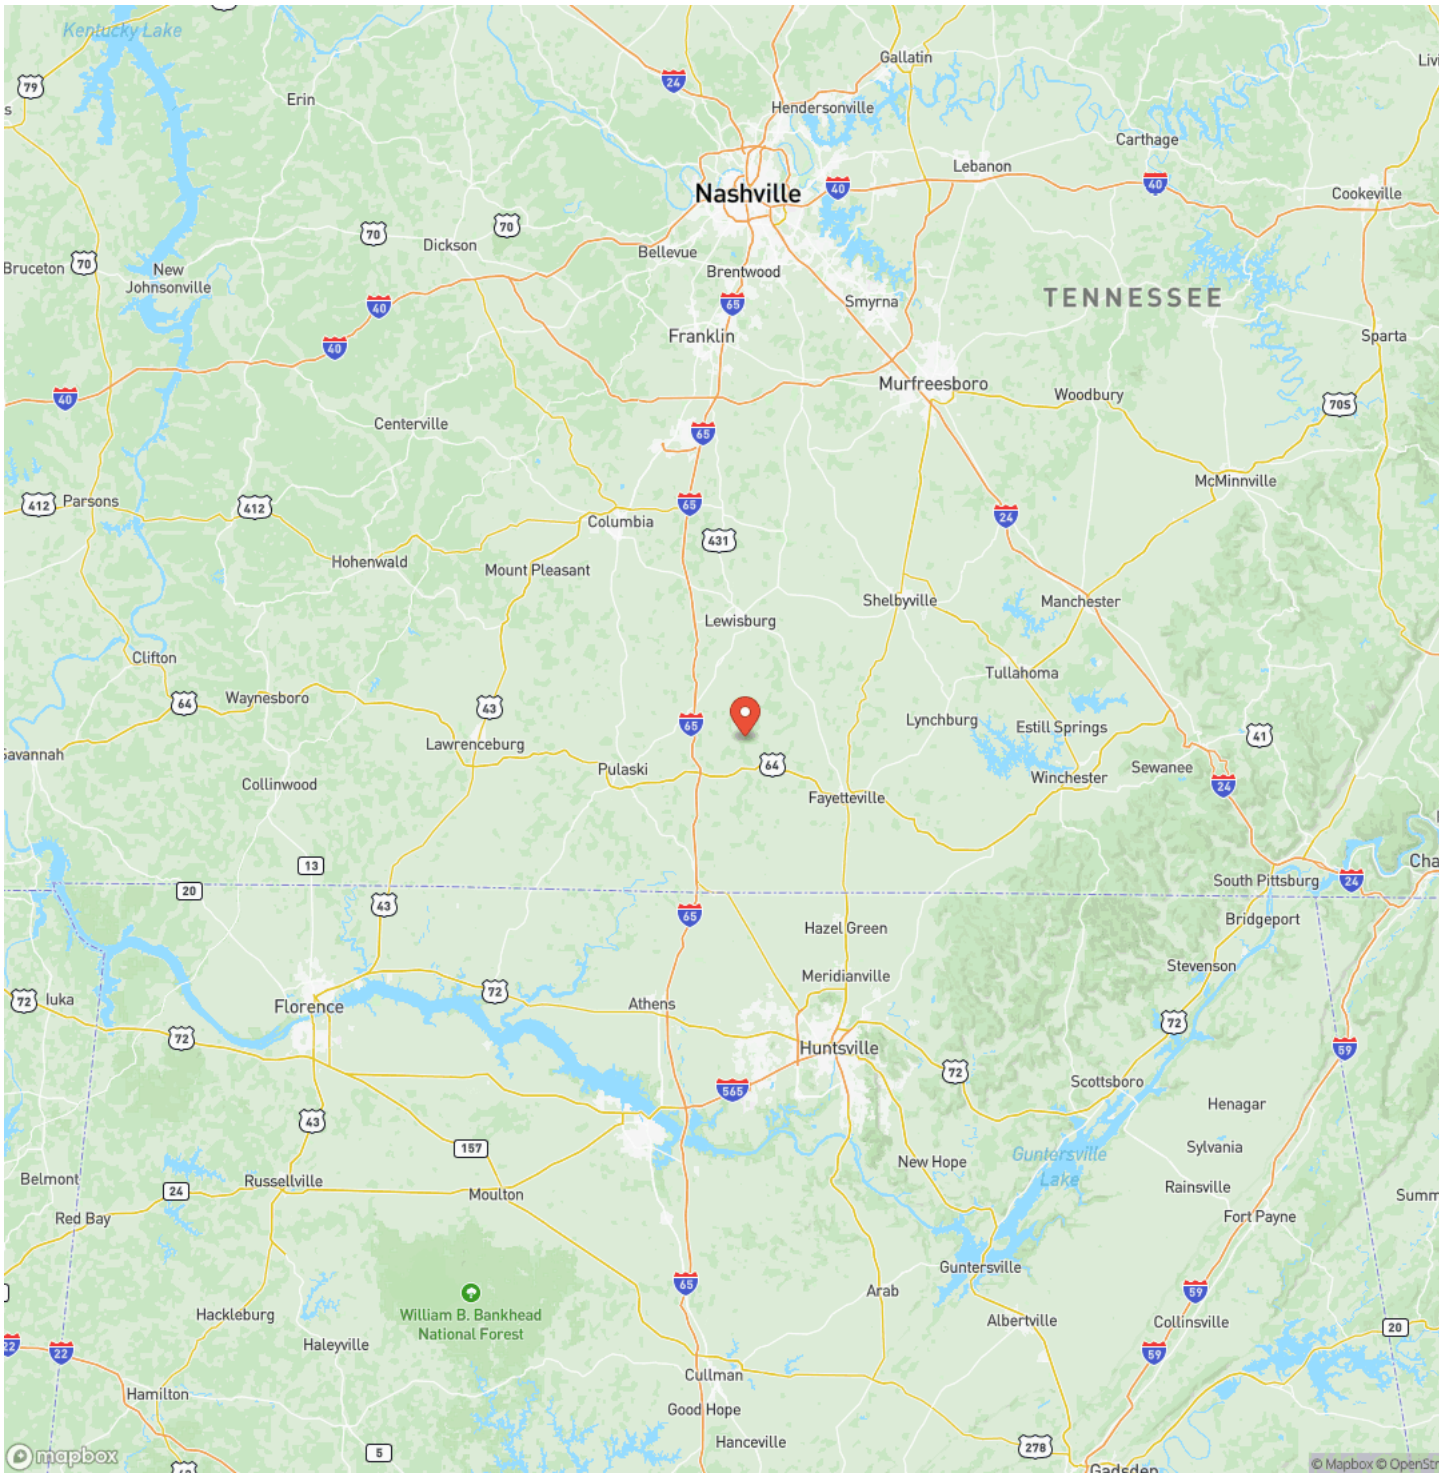 Kentucky Lake
24
Gallatin
Livi
79
Erin
Hendersonville
s
Carthage
Lebanon
40
40
Nashville
Cookeville
70
70
Dickson
Bellevue
Bruceton
70
New
Johnsonville
Brentwood
TENNESSEE
40
65
Smyrna
40
Franklin
Sparta
Murfreesboro
40
Woodbury
705
Centerville
65
McMinnville
412
Parsons
412
65
24
Columbia
431
Hohenwald
Mount Pleasant
Shelbyville
Manchester
Lewisburg
Clifton
Tullahoma
64
Waynesboro
43
65
Lynchburg
Estill Springs
41
Savannah
Lawrenceburg
64
Sewanee
Pulaski
Winchester
24
Collinwood
Fayetteville
13
Cha
20
South Pittsburg
24
43
65
Bridgeport
Hazel Green
Stevenson
Meridianville
72
Iuka
72
Florence
Athens
72
72
Huntsville
59
72
565
Scottsboro
Henagar
43
157
Sylvania
Guntersville
Lake
New Hope
Belmont
Russellville
24
Moulton
Rainsville
Summ
Red Bay
Fort Payne
Guntersville
65
Arab
59
William B. Bankhead
National Forest
Hackleburg
Albertville
Collinsville
20
22
22
Haleyville
59
Cullman
Hamilton
Good Hope
Hanceville
278
5
mapbox
Gadsden
© Mapbox © OpenStr